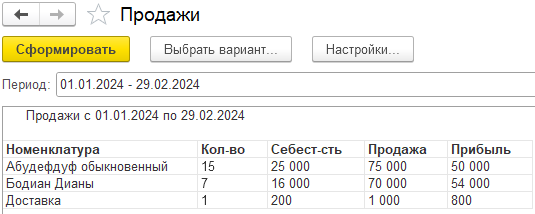 Продажи
Сформировать Выбрать вариант... Настройки...
Период: 01.01.2024 - 29.02.2024
Продажи с 01.01.2024 по 29.02.2024
Номенклатура Кол-во Себест-сть Продажа Прибыль
Абудефдуф обыкновенный 15 25 000 75 000 50 000
Бодиан Дианы 7 16 000 70 000 54 000
Доставка 1 200 1 000 800